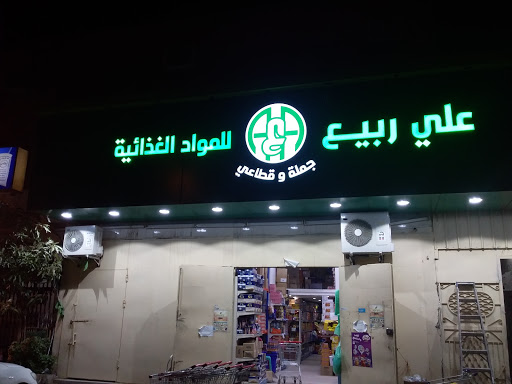 علي ربيع للمواد الغذائية
جملة و قطاعي